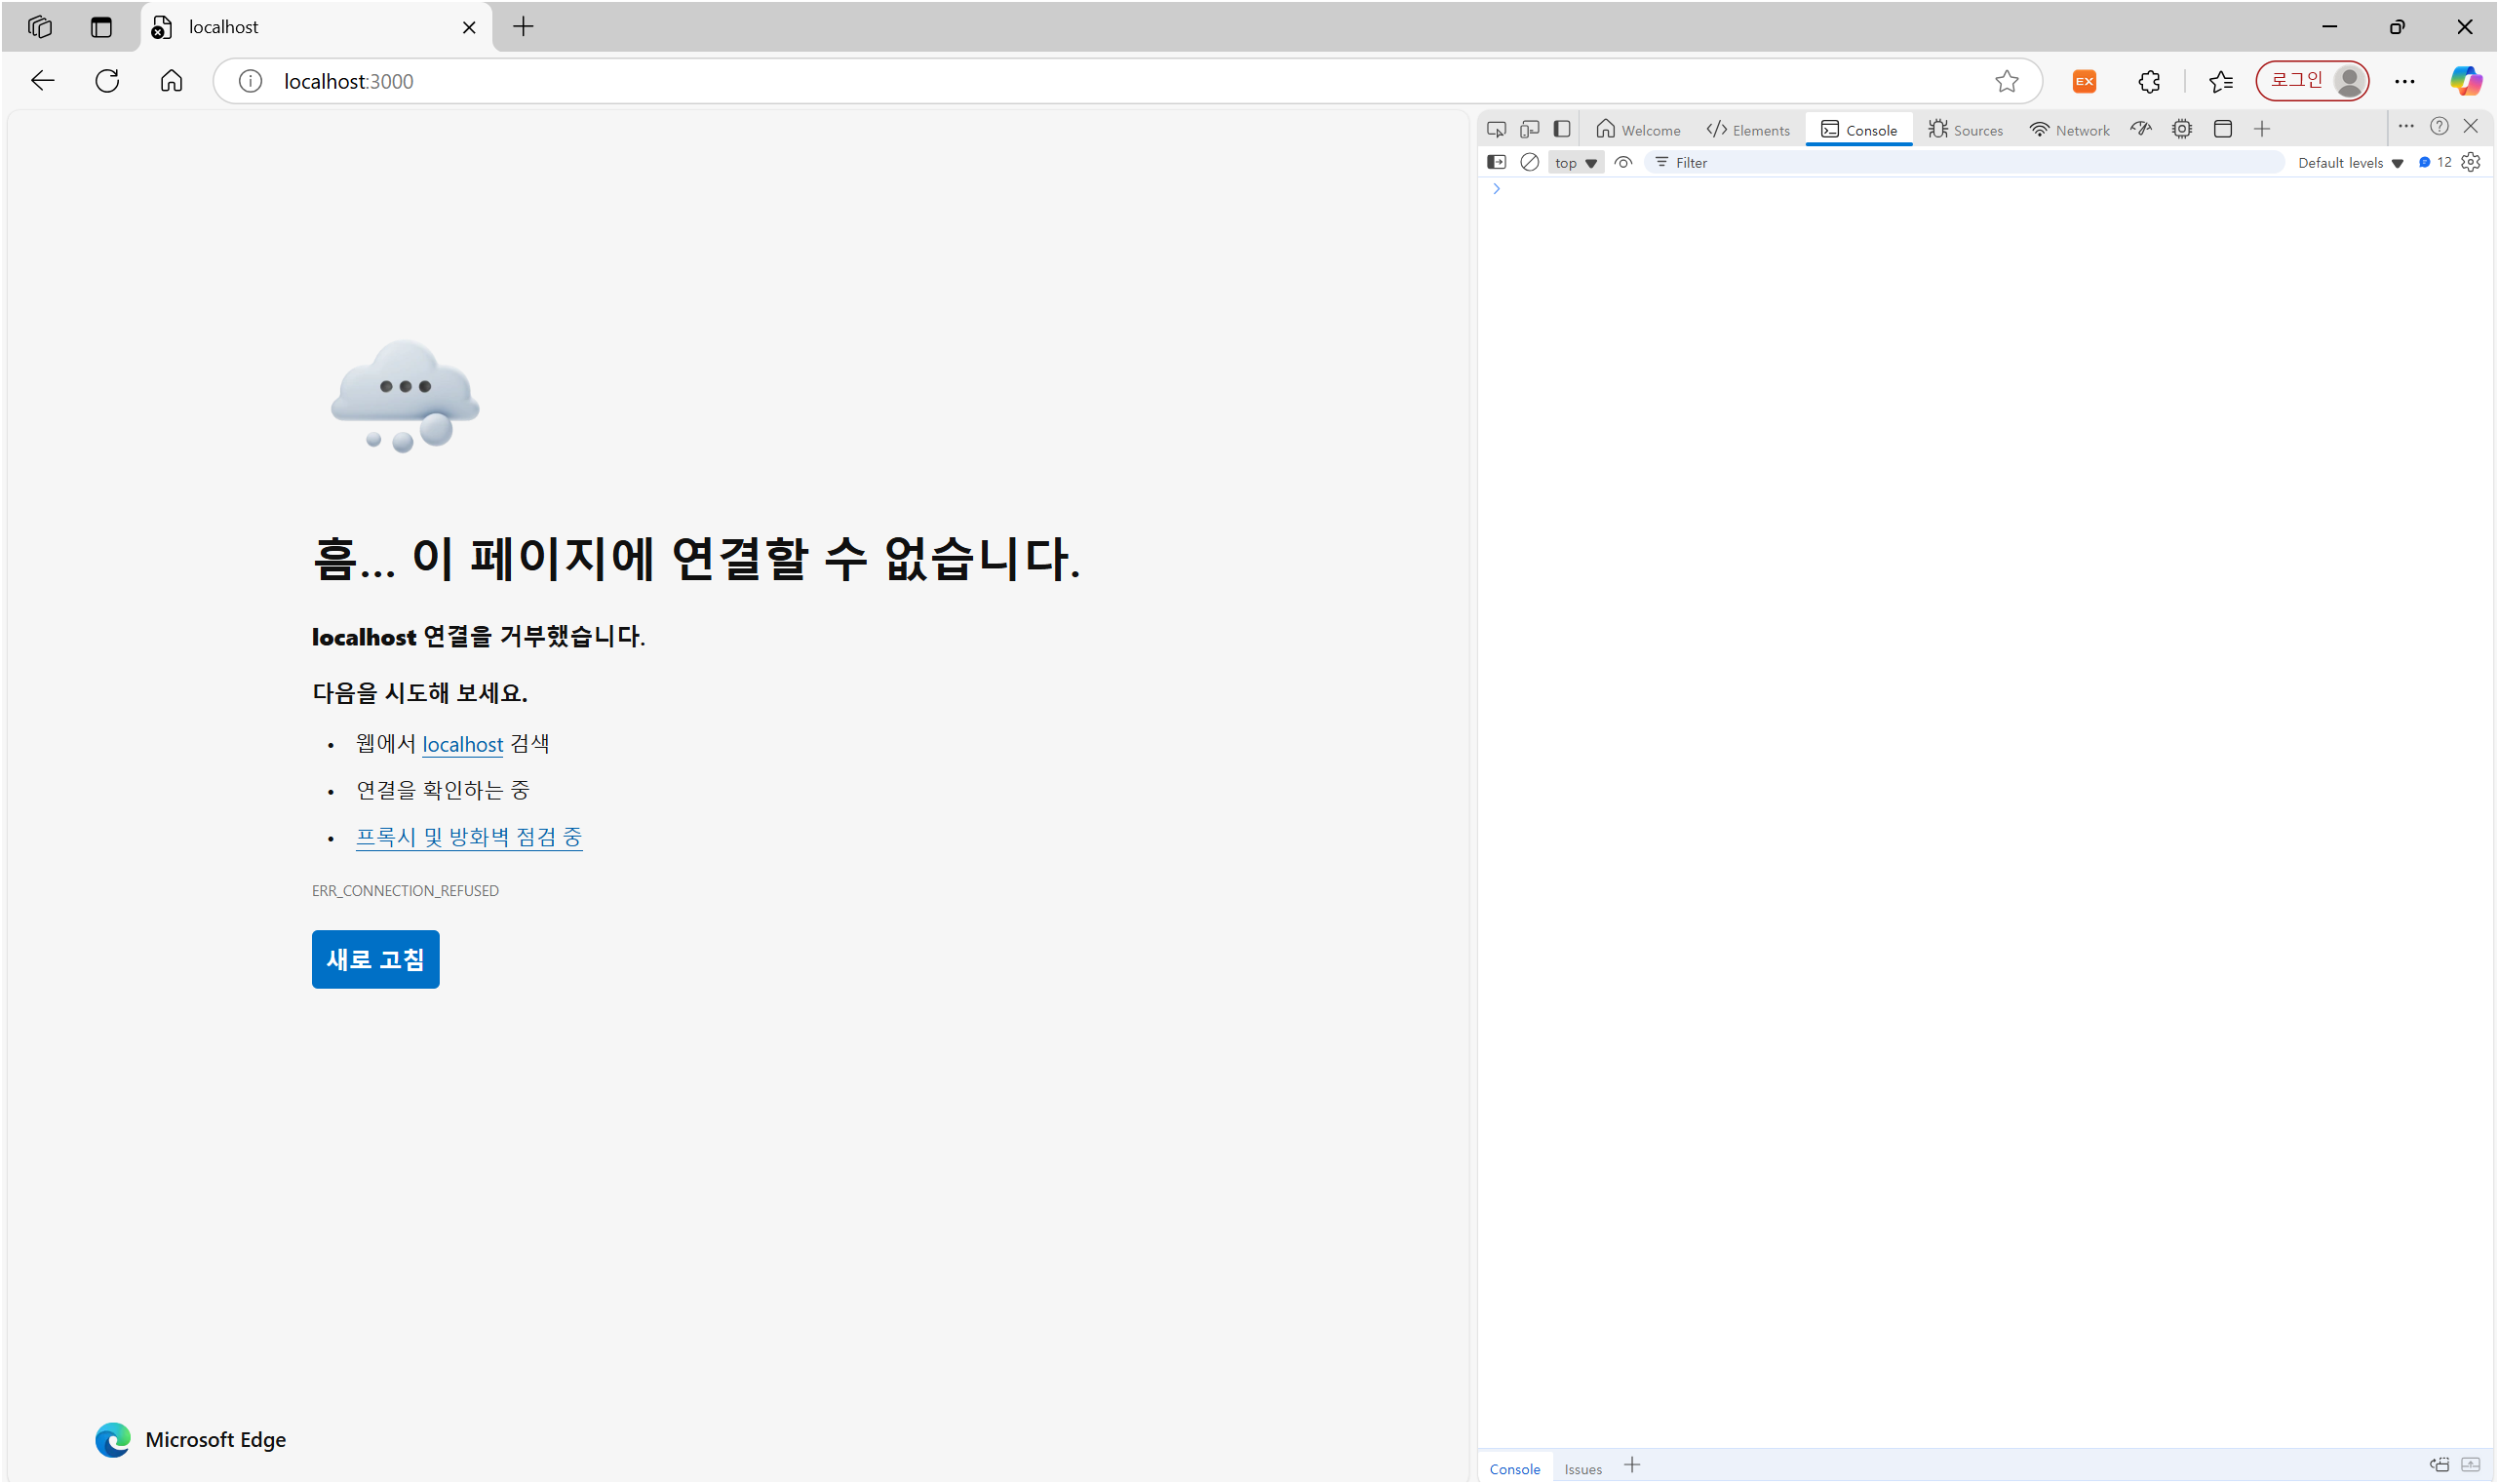 localhost
localhost:3000
EX
로그인
Welcome
Elements
Console
Sources
Network
top
Filter
Default levels
12
흠... 이 페이지에 연결할 수 없습니다.
localhost 연결을 거부했습니다.
다음을 시도해 보세요.
• 웹에서 localhost 검색
• 연결을 확인하는 중
• 프록시 및 방화벽 점검 중
ERR_CONNECTION_REFUSED
새로 고침
Microsoft Edge
Console
Issues